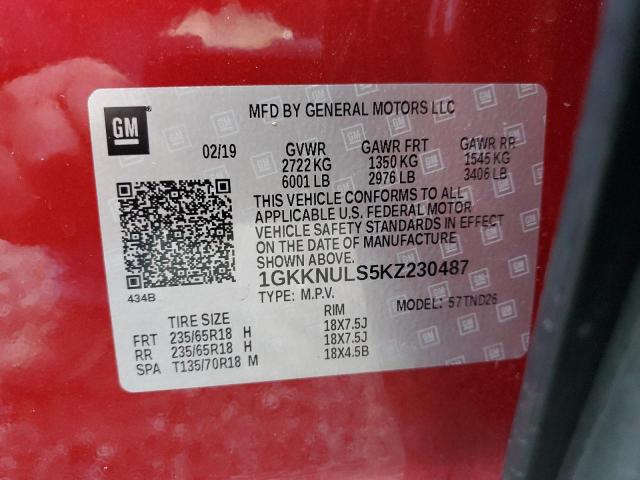 GM
MFD BY GENERAL MOTORS LLC
02/19 GVWR GAWR FRT GAWR RR
2722 KG 1350 KG 1545 KG
6001 LB 2976 LB 3406 LB
THIS VEHICLE CONFORMS TO ALL
APPLICABLE U.S. FEDERAL MOTOR
VEHICLE SAFETY STANDARDS IN EFFECT
ON THE DATE OF MANUFACTURE
SHOWN ABOVE.
434B
1GKKNULS5KZ230487
TYPE: M.P.V. MODEL: 57TND26
TIRE SIZE RIM
FRT 235/65R18 H 18X7.5J
RR 235/65R18 H 18X7.5J
SPA T135/70R18 M 18X4.5B